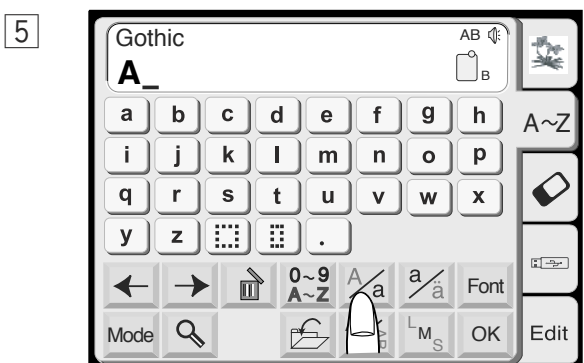 5
Gothic AB
A_ B
a b c d e f g h
i j k l m n o p
q r s t u v w x
y z .
A~Z
0~9
A~Z
A/a
a/ä
Font
Mode
L M S
OK
Edit